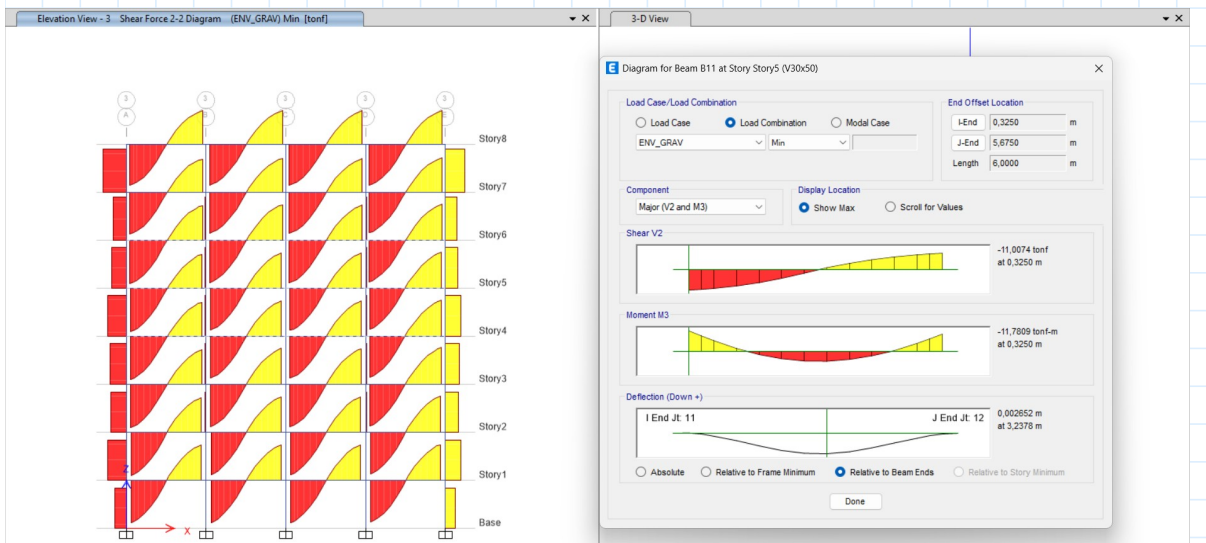 Elevation View - 3 Shear Force 2-2 Diagram (ENV_GRAV) Min [tonf]
3 3 3 3 3
A B C D E
Story8
Story7
Story6
Story5
Story4
Story3
Story2
Story1
Base
Z
X
3-D View
E Diagram for Beam B11 at Story Story5 (V30x50)
Load Case/Load Combination
Load Case Load Combination Modal Case
ENV_GRAV Min
End Offset Location
I-End 0,3250 m
J-End 5,6750 m
Length 6,0000 m
Component
Major (V2 and M3)
Display Location
Show Max Scroll for Values
Shear V2
-11,0074 tonf
at 0,3250 m
Moment M3
-11,7809 tonf-m
at 0,3250 m
Deflection (Down +)
I End Jt: 11 J End Jt: 12
0,002652 m
at 3,2378 m
Absolute Relative to Frame Minimum Relative to Beam Ends Relative to Story Minimum
Done